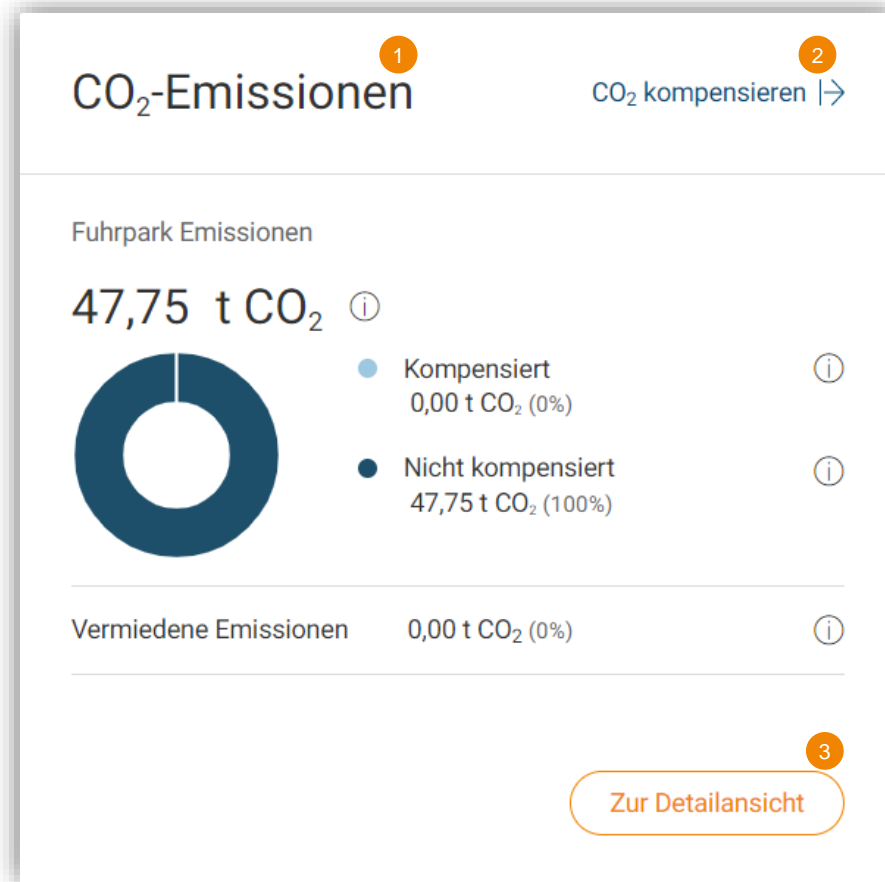 1
2
CO₂-Emissionen
CO₂ kompensieren
Fuhrpark Emissionen
47,75 t CO₂
Kompensiert
0,00 t CO₂ (0%)
Nicht kompensiert
47,75 t CO₂ (100%)
Vermiedene Emissionen 0,00 t CO₂ (0%)
3
Zur Detailansicht